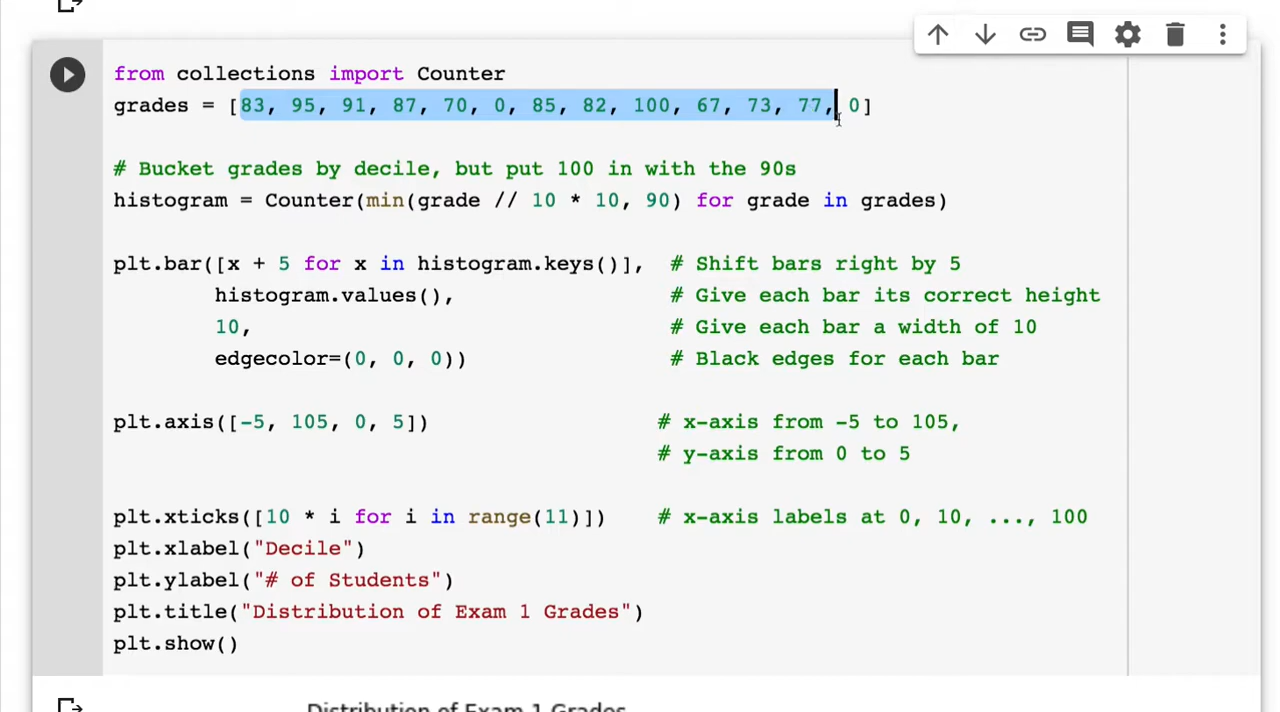 from collections import Counter
grades = [83, 95, 91, 87, 70, 0, 85, 82, 100, 67, 73, 77, 0]
# Bucket grades by decile, but put 100 in with the 90s
histogram = Counter(min(grade // 10 * 10, 90) for grade in grades)
plt.bar([x + 5 for x in histogram.keys()],  # Shift bars right by 5
        histogram.values(),                 # Give each bar its correct height
        10,                                 # Give each bar a width of 10
        edgecolor=(0, 0, 0))                # Black edges for each bar
plt.axis([-5, 105, 0, 5])                  # x-axis from -5 to 105,
                                           # y-axis from 0 to 5
plt.xticks([10 * i for i in range(11)])    # x-axis labels at 0, 10, ..., 100
plt.xlabel("Decile")
plt.ylabel("# of Students")
plt.title("Distribution of Exam 1 Grades")
plt.show()
Distribution of Exam 1 Grades